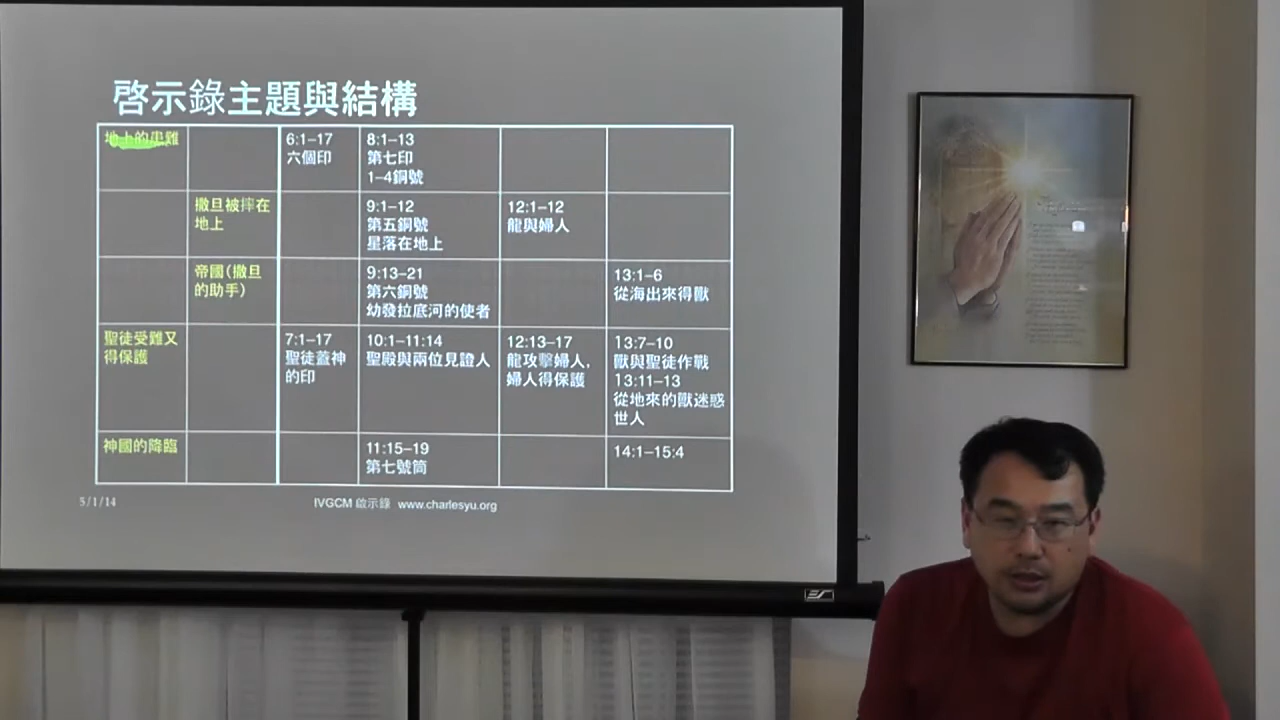 啓示錄主題與結構
地上的患難
6:1–17
六個印
8:1–13
第七印
1–4銅號
撒旦被摔在
地上
9:1–12
第五銅號
星落在地上
12:1–12
龍與婦人
帝國(撒旦
的助手)
9:13–21
第六銅號
幼發拉底河的使者
13:1–6
從海出來得獸
聖徒受難又
得保護
7:1–17
聖徒蓋神
的印
10:1–11:14
聖殿與兩位見證人
12:13–17
龍攻擊婦人,
婦人得保護
13:7–10
獸與聖徒作戰
13:11–13
從地來的獸迷惑
世人
神國的降臨
11:15–19
第七號筒
14:1–15:4
5/1/14
IVGCM 啟示錄 www.charlesyu.org
ES